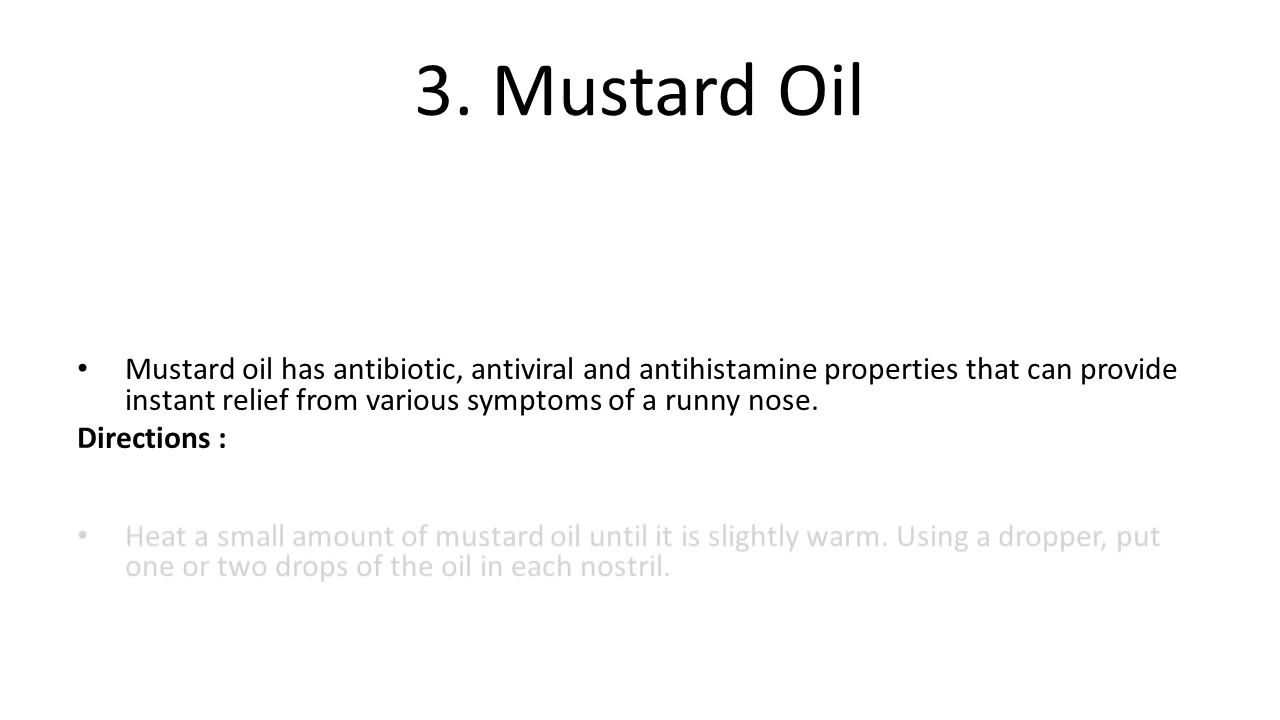 3. Mustard Oil
• Mustard oil has antibiotic, antiviral and antihistamine properties that can provide
instant relief from various symptoms of a runny nose.
Directions :
• Heat a small amount of mustard oil until it is slightly warm. Using a dropper, put
one or two drops of the oil in each nostril.